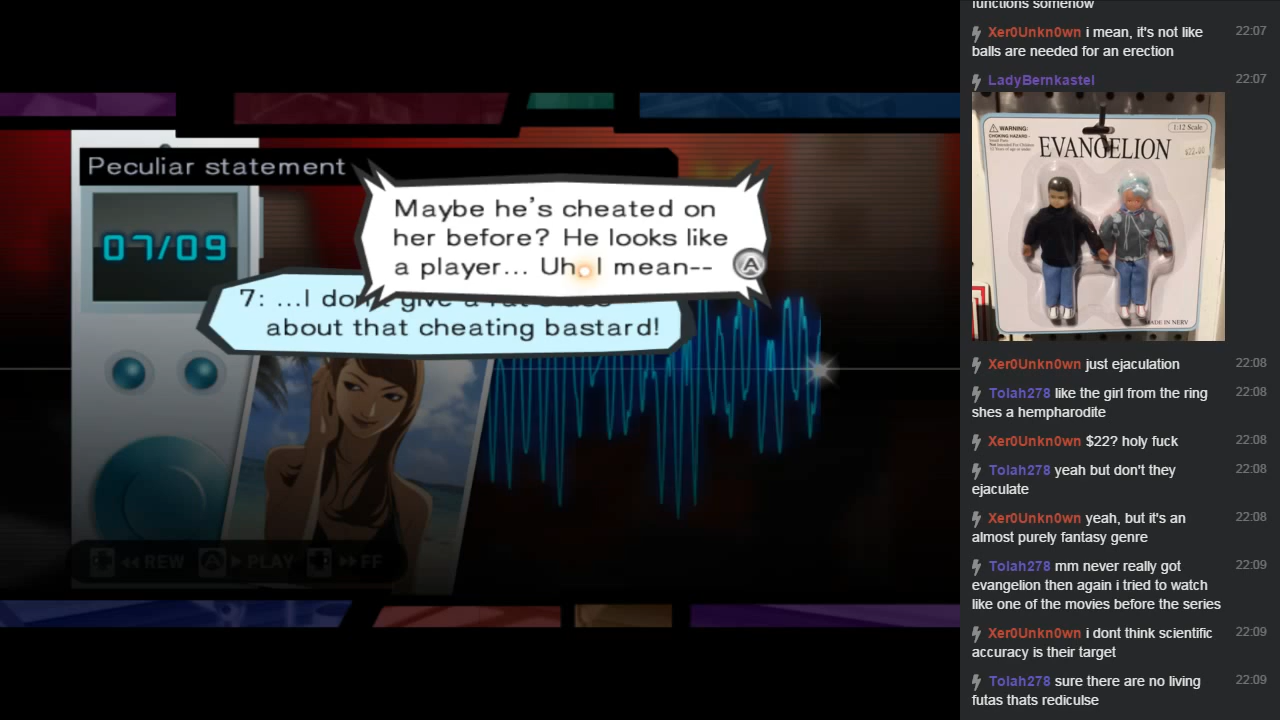 Peculiar statement
07/09
Maybe he's cheated on
her before? He looks like
a player... Uh, I mean--
A
7: ...I don't give a rat's ass
about that cheating bastard!
REW
A
PLAY
FF
functions somehow
Xer0Unkn0wn i mean, it's not like 22:07
balls are needed for an erection
LadyBernkastel 22:07
WARNING:
CHOKING HAZARD-
1:12 Scale
EVANGELION
$22.00
MADE IN NERV
Xer0Unkn0wn just ejaculation 22:08
Tolah278 like the girl from the ring 22:08
shes a hempharodite
Xer0Unkn0wn $22? holy fuck 22:08
Tolah278 yeah but don't they 22:08
ejaculate
Xer0Unkn0wn yeah, but it's an 22:08
almost purely fantasy genre
Tolah278 mm never really got 22:09
evangelion then again i tried to watch
like one of the movies before the series
Xer0Unkn0wn i dont think scientific 22:09
accuracy is their target
Tolah278 sure there are no living 22:09
futas thats rediculse